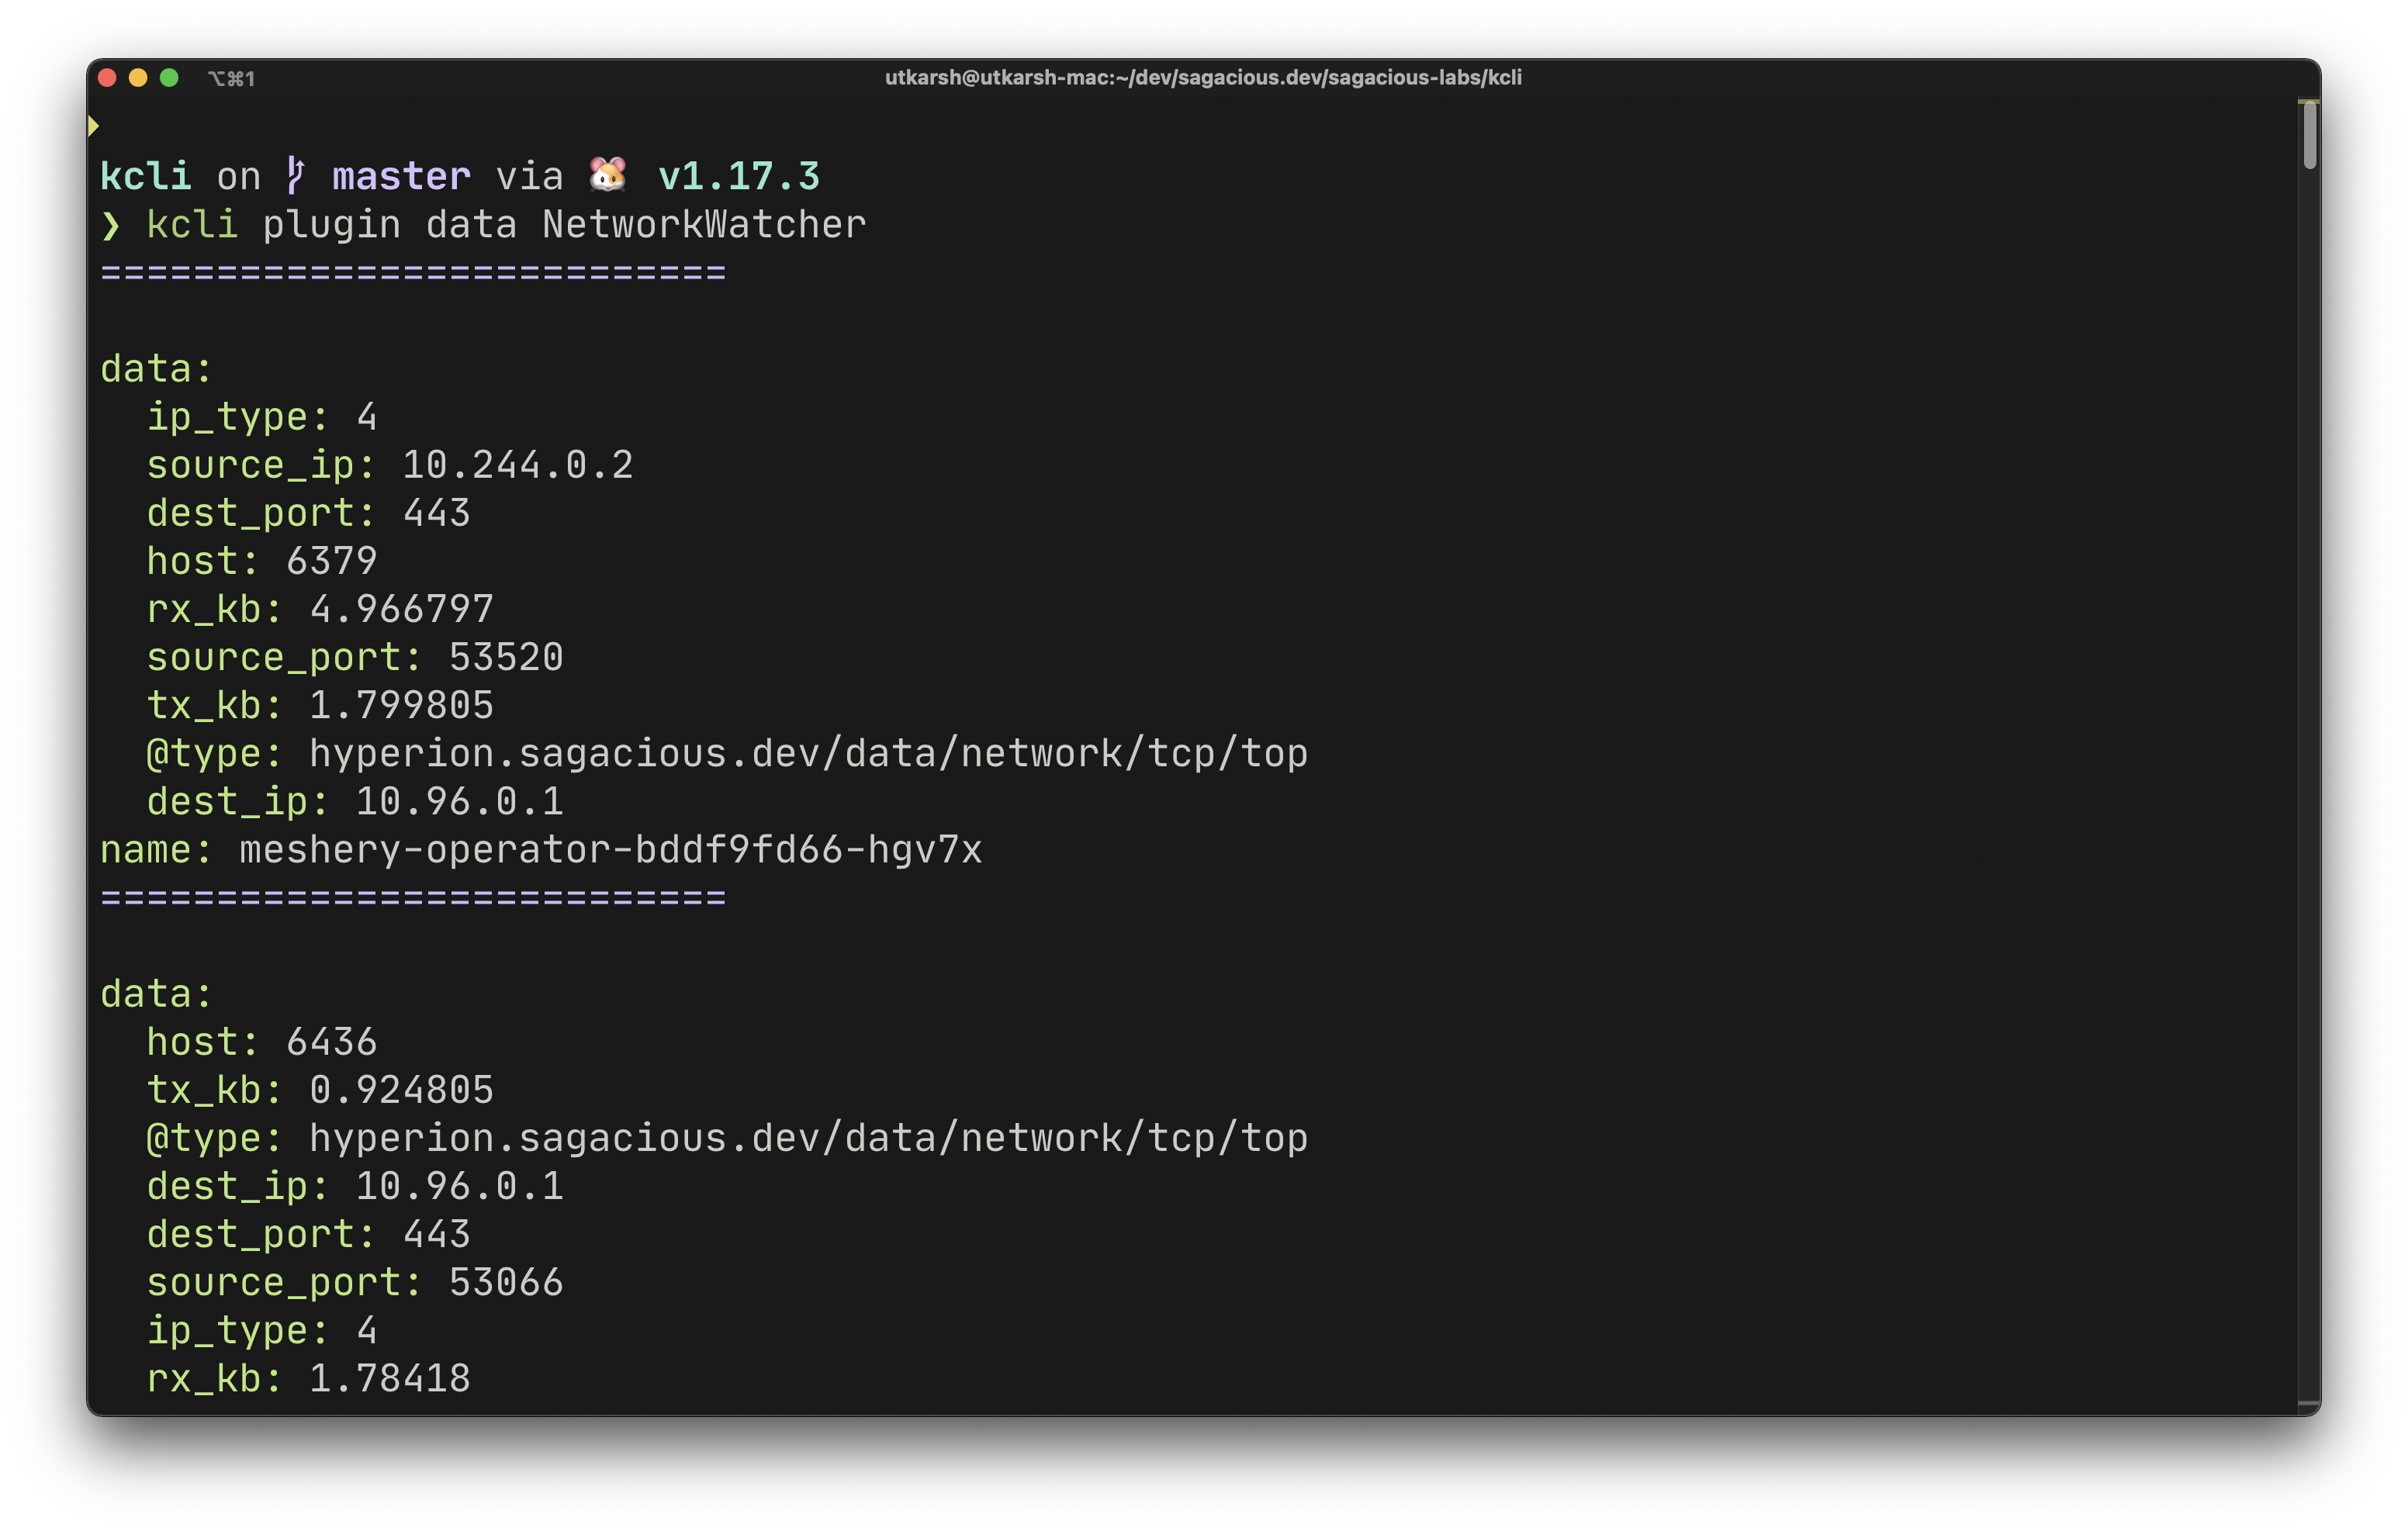 ⌥⌘1 utkarsh@utkarsh-mac:~/dev/sagacious.dev/sagacious-labs/kcli
kcli on master via 🐹 v1.17.3
❯ kcli plugin data NetworkWatcher
===========================
data:
  ip_type: 4
  source_ip: 10.244.0.2
  dest_port: 443
  host: 6379
  rx_kb: 4.966797
  source_port: 53520
  tx_kb: 1.799805
  @type: hyperion.sagacious.dev/data/network/tcp/top
  dest_ip: 10.96.0.1
name: meshery-operator-bddf9fd66-hgv7x
===========================
data:
  host: 6436
  tx_kb: 0.924805
  @type: hyperion.sagacious.dev/data/network/tcp/top
  dest_ip: 10.96.0.1
  dest_port: 443
  source_port: 53066
  ip_type: 4
  rx_kb: 1.78418